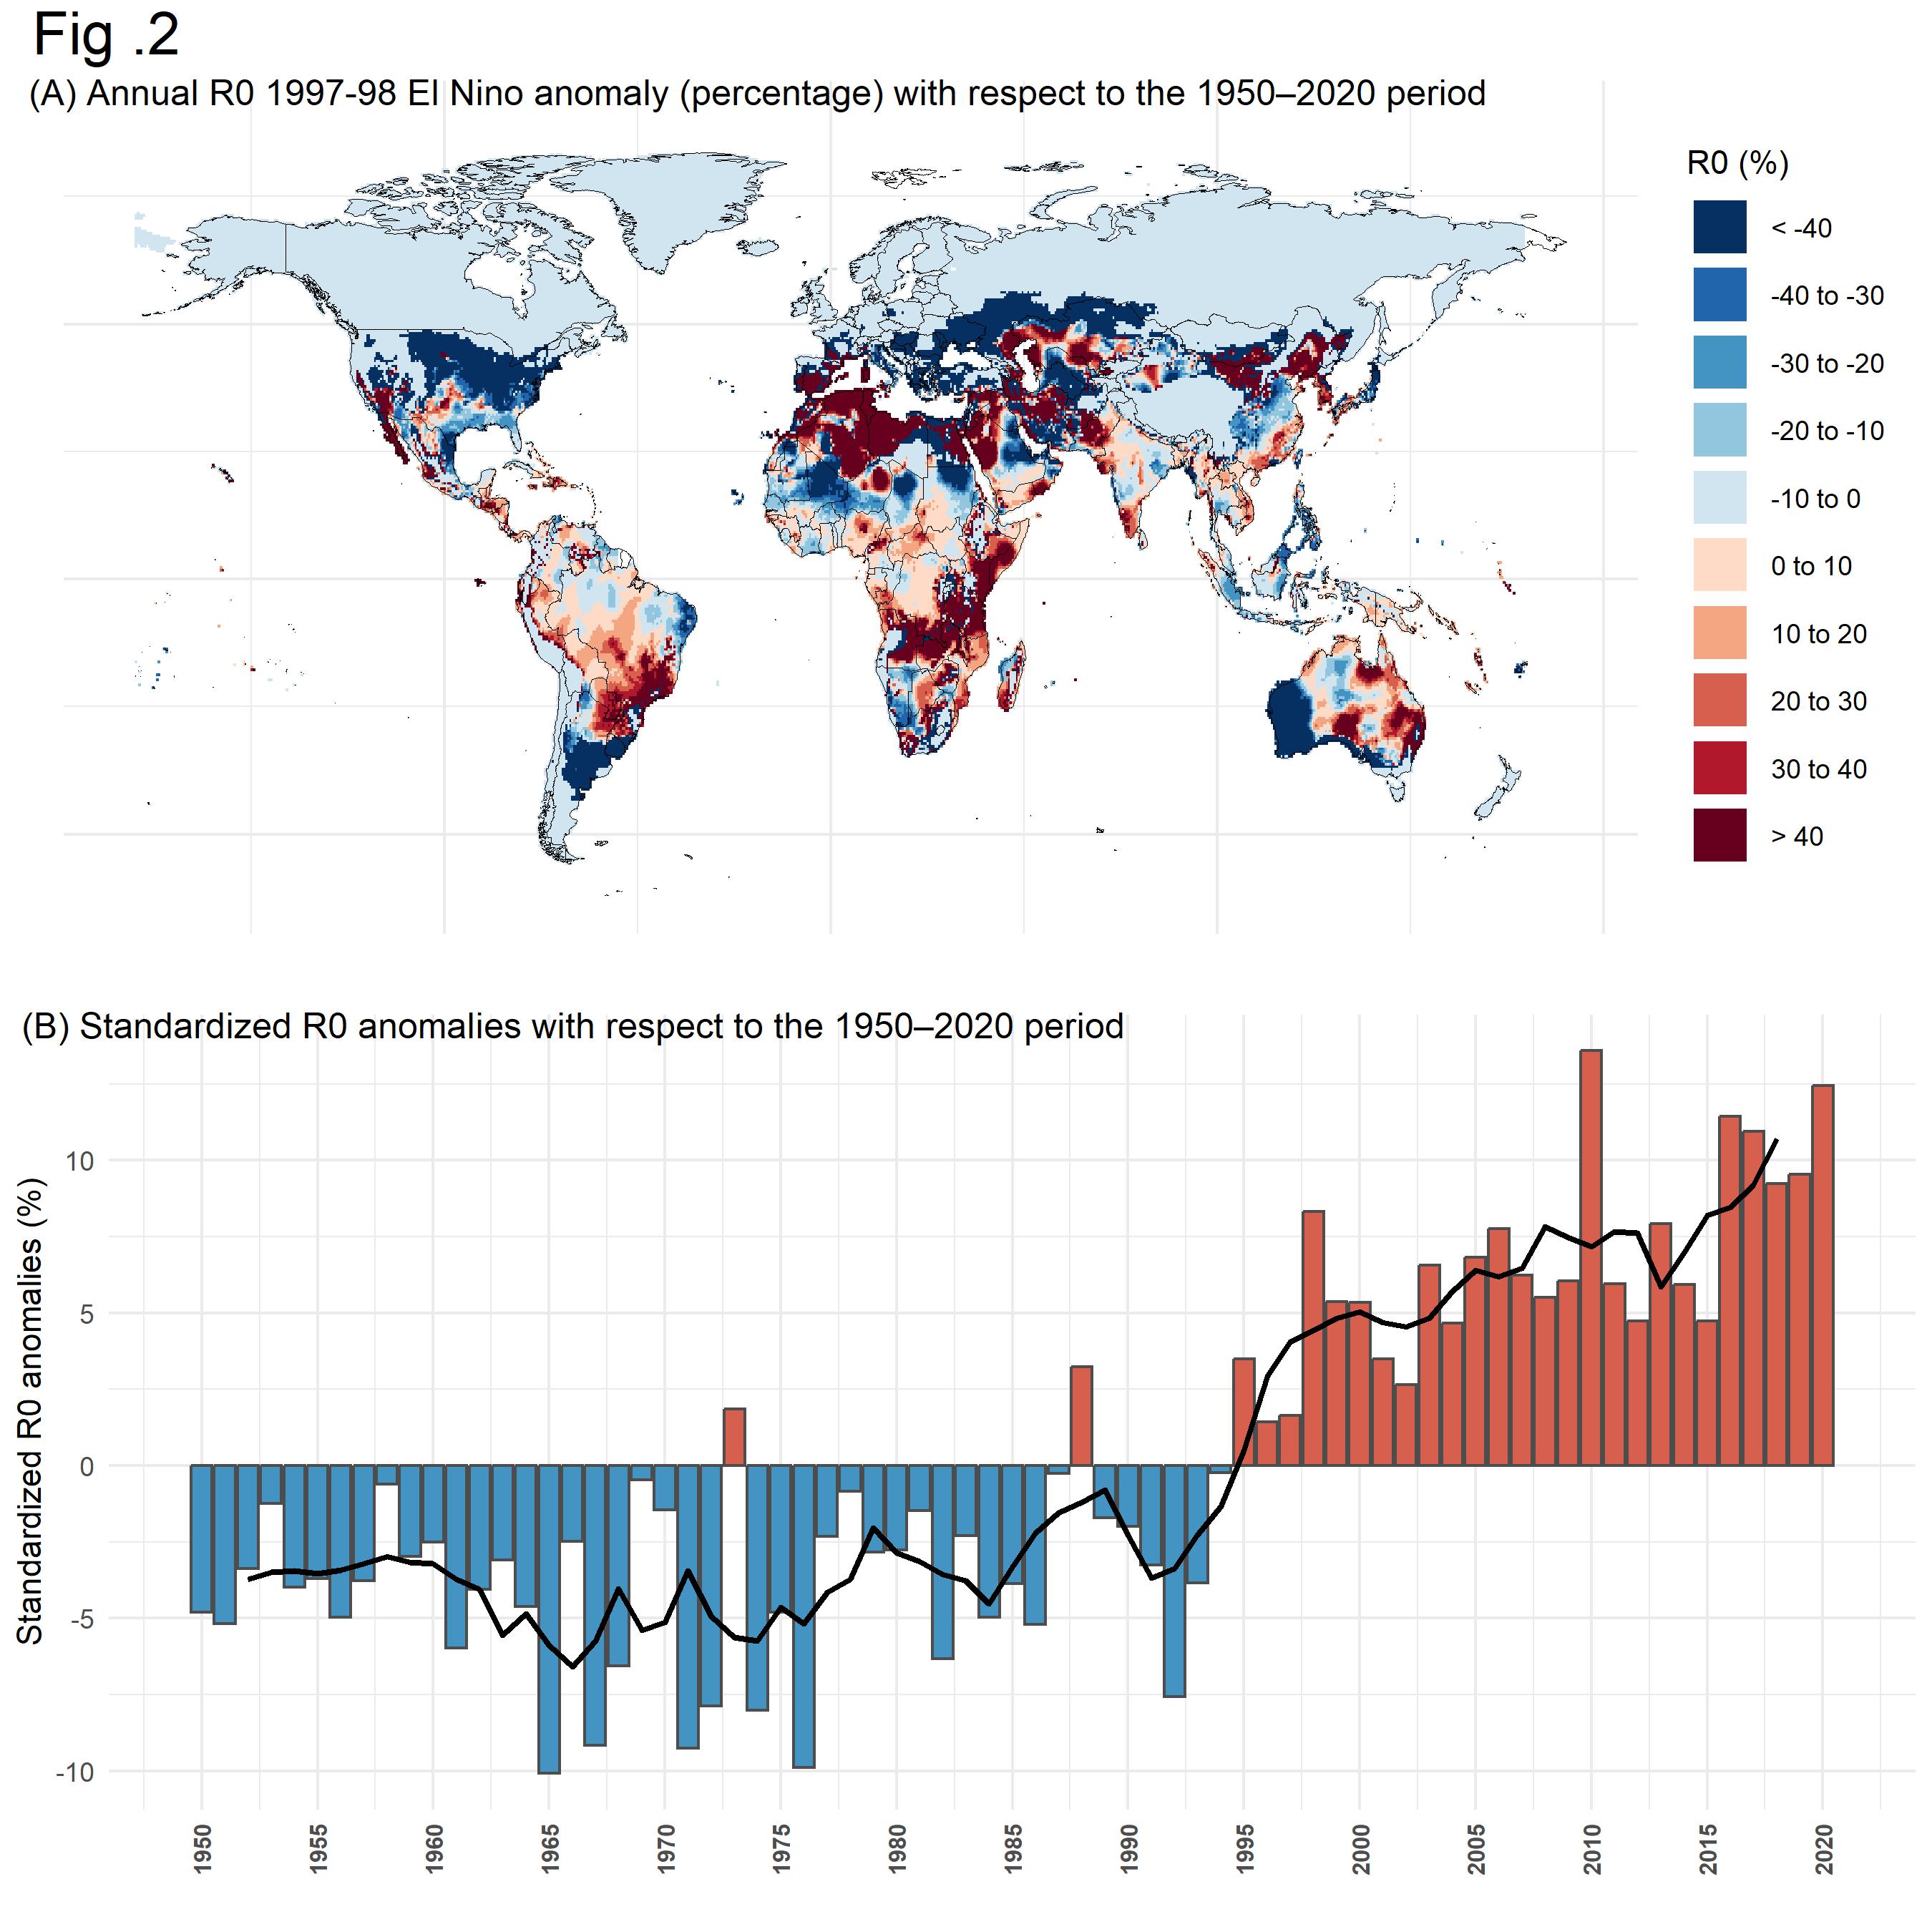 Fig .2
(A) Annual R0 1997-98 El Nino anomaly (percentage) with respect to the 1950–2020 period
R0 (%)
< -40
-40 to -30
-30 to -20
-20 to -10
-10 to 0
0 to 10
10 to 20
20 to 30
30 to 40
> 40
(B) Standardized R0 anomalies with respect to the 1950–2020 period
Standardized R0 anomalies (%)
10
5
0
-5
-10
1950
1955
1960
1965
1970
1975
1980
1985
1990
1995
2000
2005
2010
2015
2020